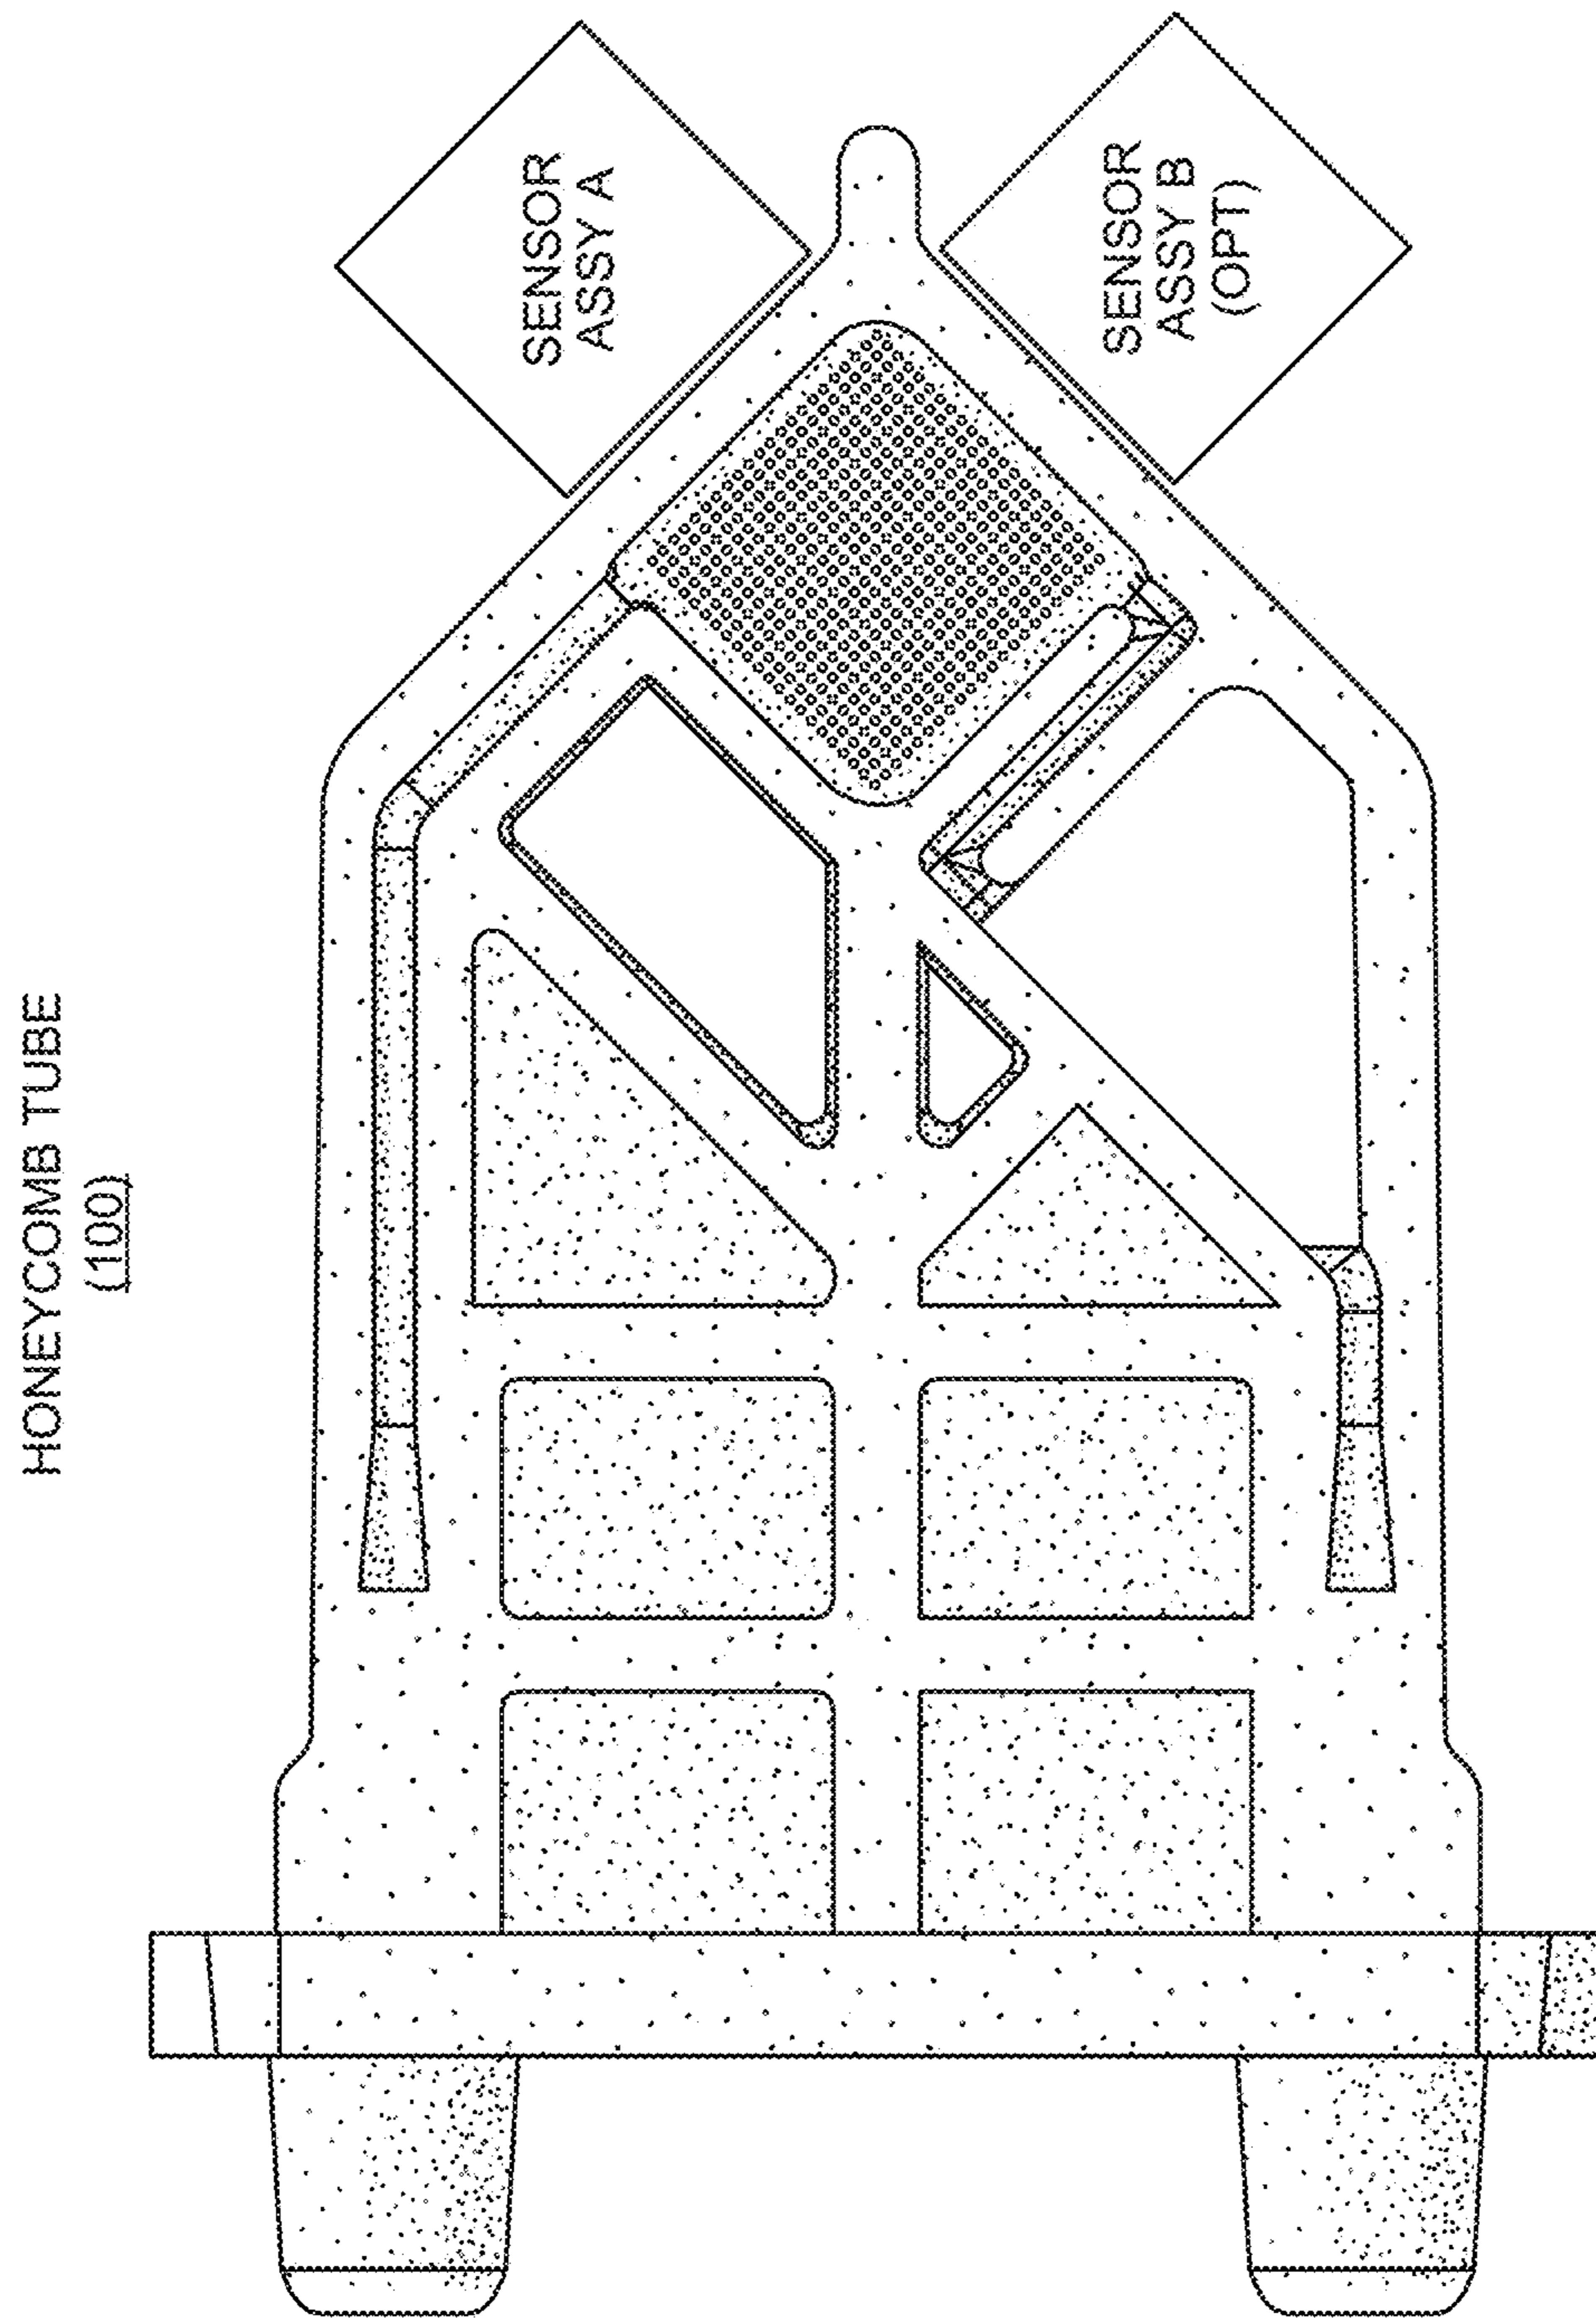 HONEYCOMB TUBE
(100)
SENSOR
ASSY A
SENSOR
ASSY B
(OPT)